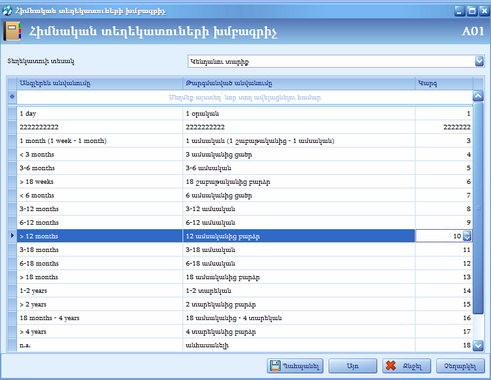 Հիմնական տեղեկատուների խմբագրիչ
Հիմնական տեղեկատուների խմբագրիչ A01
Տեղեկատուի տեսակ Կենդանու տարիք
Անգլերեն անվանումը Թարգմանված անվանումը Կարգ
Սեղմեք այստեղ՝ նոր տող ավելացնելու համար
1 day 1 օրական 1
2222222222 2222222222 2222222
1 month (1 week - 1 month) 1 ամսական (1 շաբաթականից - 1 ամսական) 3
< 3 months 3 ամսականից ցածր 4
3-6 months 3-6 ամսական 5
> 18 weeks 18 շաբաթականից բարձր 6
< 6 months 6 ամսականից ցածր 7
3-12 months 3-12 ամսական 8
6-12 months 6-12 ամսական 9
> 12 months 12 ամսականից բարձր 10
3-18 months 3-18 ամսական 11
6-18 months 6-18 ամսական 12
> 18 months 18 ամսականից բարձր 13
1-2 years 1-2 տարեկան 14
> 2 years 2 տարեկանից բարձր 15
18 months - 4 years 18 ամսական - 4 տարեկան 16
> 4 years 4 տարեկանից բարձր 17
n.a. անհասանելի 18
Պահպանել Այո Ջնջել Չեղարկել